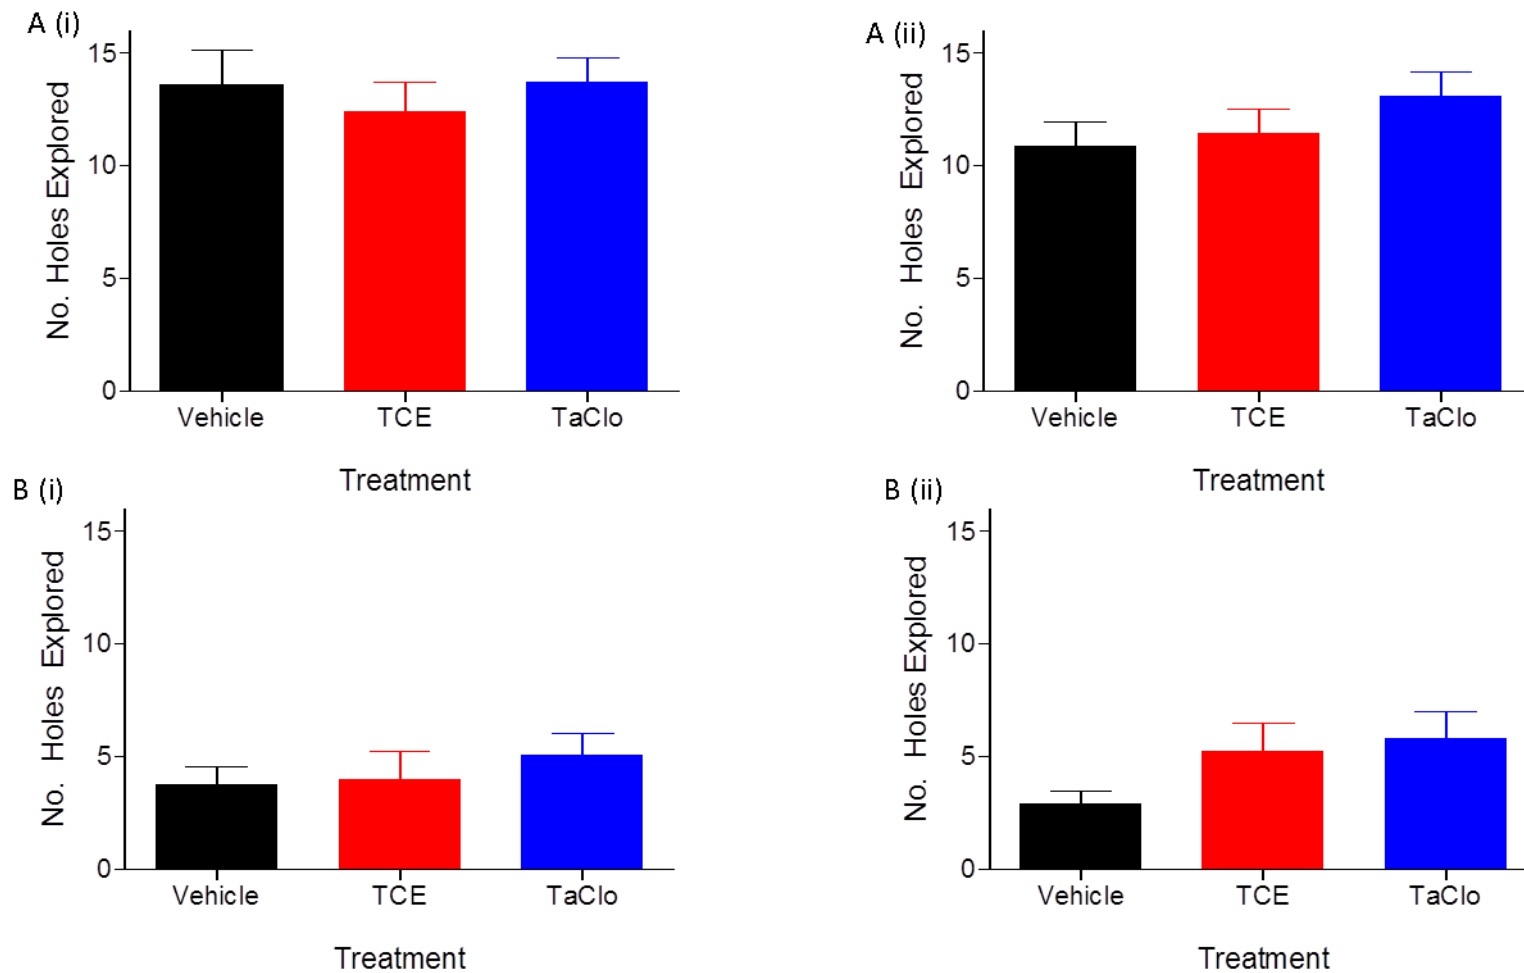 A (i)
No. Holes Explored
15
10
5
0
Vehicle TCE TaClo
Treatment
A (ii)
No. Holes Explored
15
10
5
0
Vehicle TCE TaClo
Treatment
B (i)
No. Holes Explored
15
10
5
0
Vehicle TCE TaClo
Treatment
B (ii)
No. Holes Explored
15
10
5
0
Vehicle TCE TaClo
Treatment